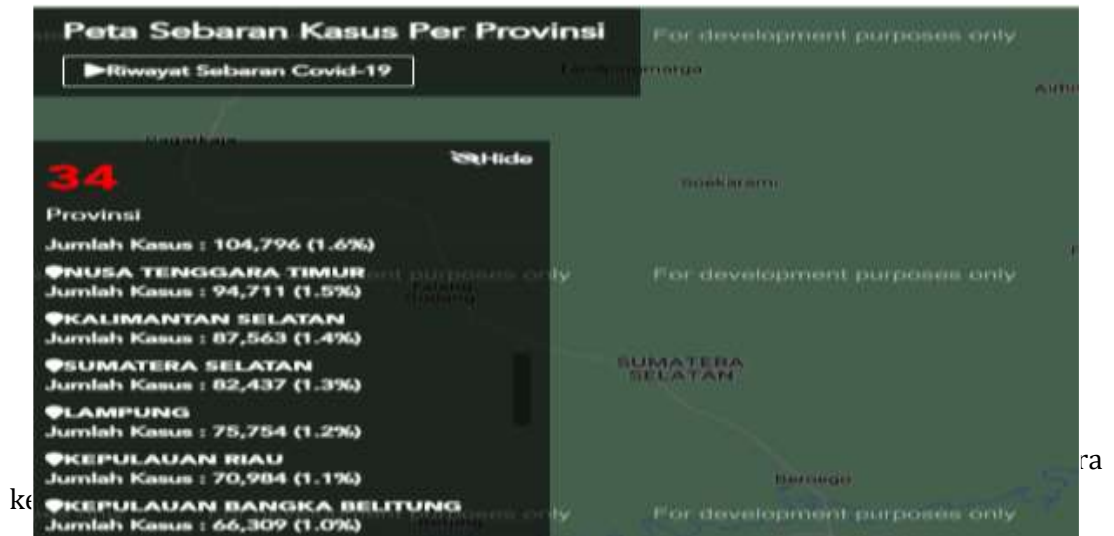 Peta Sebaran Kasus Per Provinsi
For development purposes only
Riwayat Sebaran Covid-19
Hide
34
Soekarami
Provinsi
Jumlah Kasus : 104,796 (1.6%)
NUSA TENGGARA TIMUR
For development purposes only
Jumlah Kasus : 94,711 (1.5%)
KALIMANTAN SELATAN
Jumlah Kasus : 87,563 (1.4%)
SUMATERA SELATAN
Jumlah Kasus : 82,437 (1.3%)
SUMATERA
SELATAN
LAMPUNG
Jumlah Kasus : 75,754 (1.2%)
KEPULAUAN RIAU
Jumlah Kasus : 70,984 (1.1%)
ra
ke
KEPULAUAN BANGKA BELITUNG
For development purposes only
Jumlah Kasus : 66,309 (1.0%)